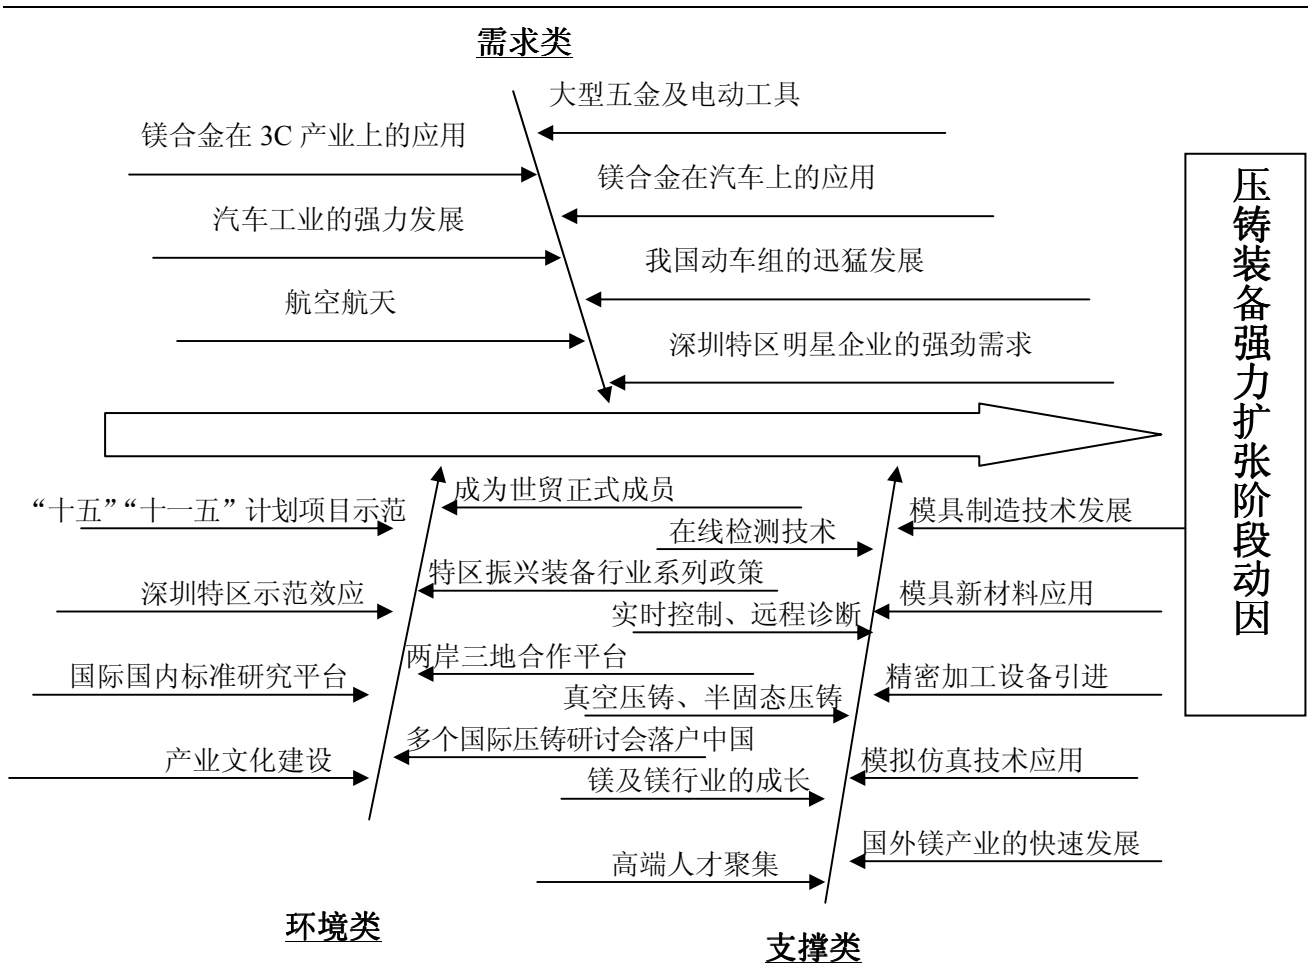 需求类
大型五金及电动工具
镁合金在 3C 产业上的应用
镁合金在汽车上的应用
汽车工业的强力发展
我国动车组的迅猛发展
航空航天
深圳特区明星企业的强劲需求
压铸装备强力扩张阶段动因
成为世贸正式成员
“十五”“十一五”计划项目示范
模具制造技术发展
在线检测技术
特区振兴装备行业系列政策
深圳特区示范效应
模具新材料应用
实时控制、远程诊断
两岸三地合作平台
国际国内标准研究平台
精密加工设备引进
真空压铸、半固态压铸
多个国际压铸研讨会落户中国
产业文化建设
模拟仿真技术应用
镁及镁行业的成长
国外镁产业的快速发展
高端人才聚集
环境类
支撑类